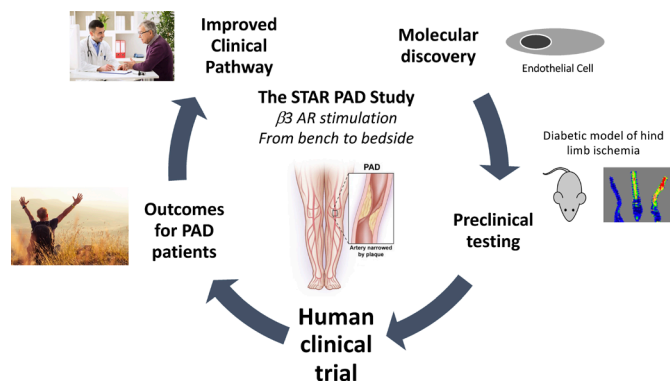 Improved
Clinical
Pathway
Molecular
discovery
Endothelial Cell
The STAR PAD Study
β3 AR stimulation
From bench to bedside
Diabetic model of hind
limb ischemia
PAD
Artery narrowed
by plaque
Outcomes
for PAD
patients
Preclinical
testing
Human
clinical
trial